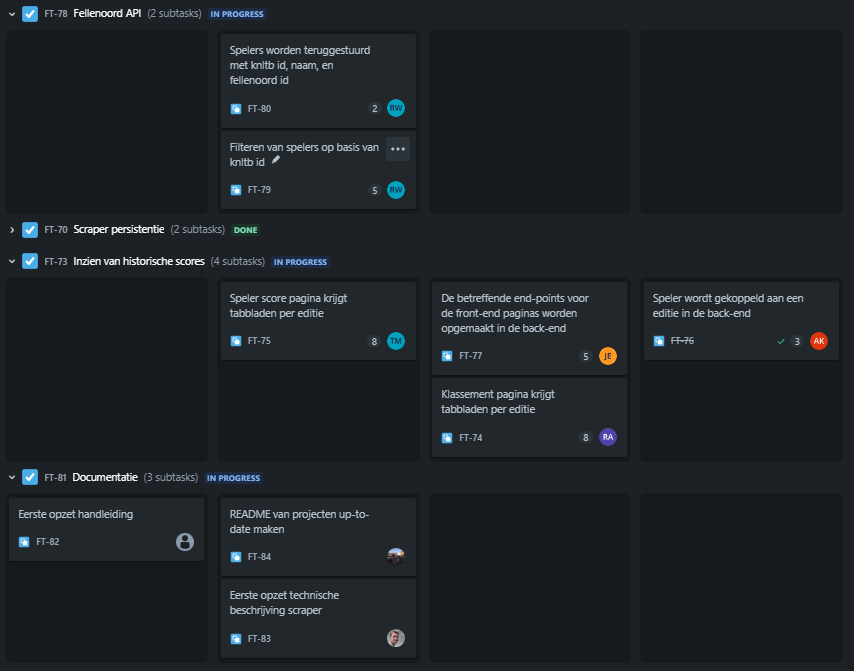 FT-78 Fellenoord API (2 subtasks) IN PROGRESS
Spelers worden teruggestuurd
met knltb id, naam, en
fellenoord id
FT-80 2 RW
Filteren van spelers op basis van
knltb id
FT-79 5 RW
FT-70 Scraper persistentie (2 subtasks) DONE
FT-73 Inzien van historische scores (4 subtasks) IN PROGRESS
Speler score pagina krijgt
tabbladen per editie
FT-75 8 TM
De betreffende end-points voor
de front-end paginas worden
opgemaakt in de back-end
FT-77 5 JE
Klassement pagina krijgt
tabbladen per editie
FT-74 8 RA
Speler wordt gekoppeld aan een
editie in de back-end
FT-76 3 AK
FT-81 Documentatie (3 subtasks) IN PROGRESS
Eerste opzet handleiding
FT-82
README van projecten up-to-
date maken
FT-84
Eerste opzet technische
beschrijving scraper
FT-83